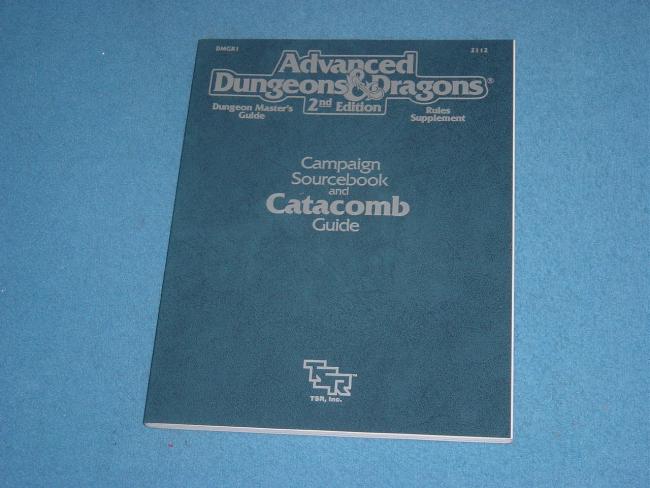 DMGR1 2112
Advanced
Dungeons & Dragons®
2nd Edition
Dungeon Master's
Guide
Rules
Supplement
Campaign
Sourcebook
and
Catacomb
Guide
TSR™
TSR, Inc.